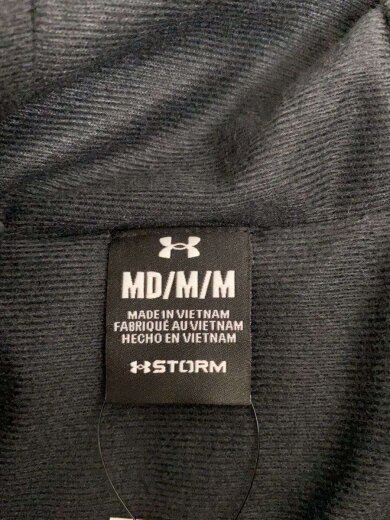 MD/M/M
MADE IN VIETNAM
FABRIQUÉ AU VIETNAM
HECHO EN VIETNAM
STORM